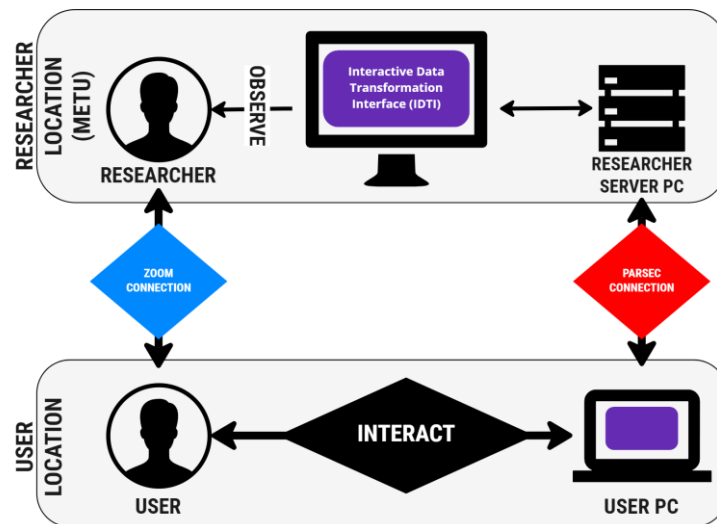 RESEARCHER
LOCATION
(METU)
OBSERVE
Interactive Data
Transformation
Interface (IDTI)
RESEARCHER
RESEARCHER
SERVER PC
ZOOM
CONNECTION
PARSEC
CONNECTION
USER
LOCATION
INTERACT
USER
USER PC